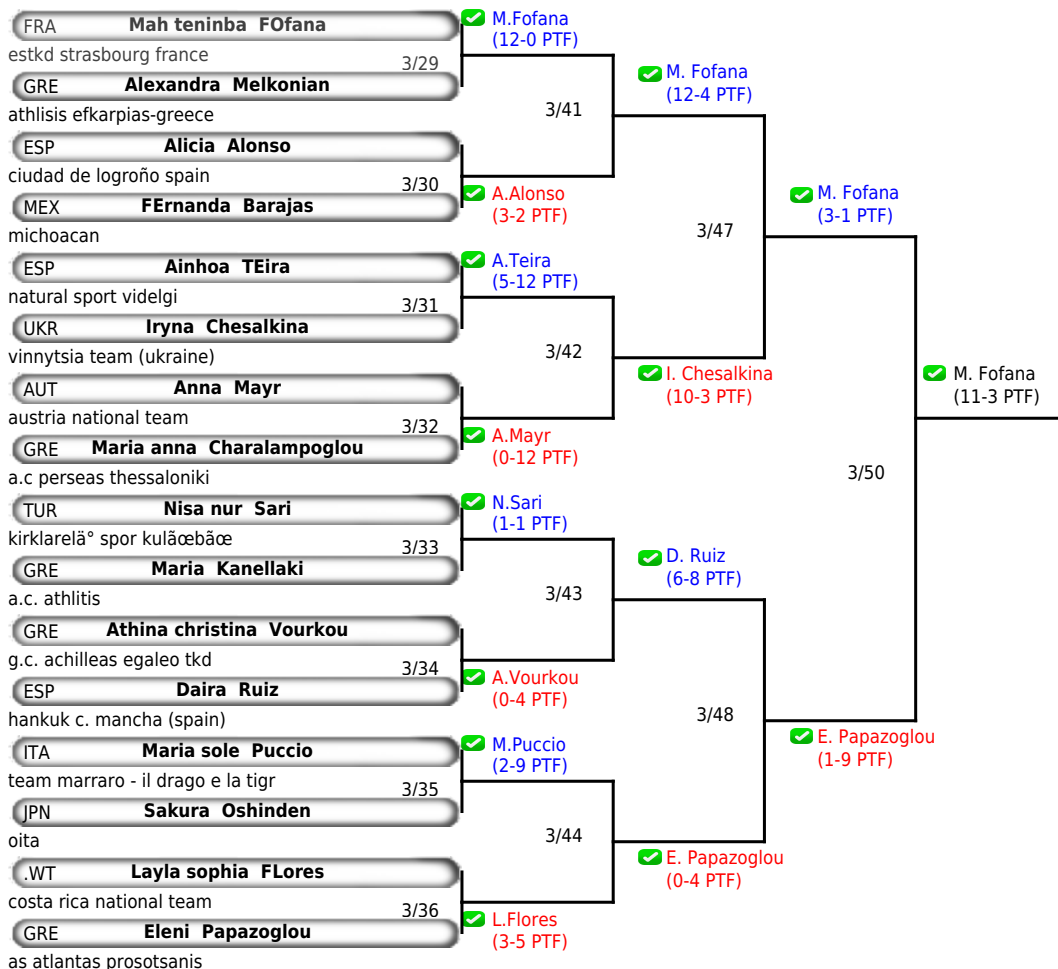 FRA Mah teninba FOfana
estkd strasbourg france
3/29
GRE Alexandra Melkonian
athlisis efkarpias-greece
ESP Alicia Alonso
ciudad de logroño spain
3/30
MEX FErnanda Barajas
michoacan
ESP Ainhoa TEira
natural sport videlgi
3/31
UKR Iryna Chesalkina
vinnytsia team (ukraine)
AUT Anna Mayr
austria national team
3/32
GRE Maria anna Charalampoglou
a.c perseas thessaloniki
TUR Nisa nur Sari
kirklarelä° spor kulãœbãœ
3/33
GRE Maria Kanellaki
a.c. athlitis
GRE Athina christina Vourkou
g.c. achilleas egaleo tkd
3/34
ESP Daira Ruiz
hankuk c. mancha (spain)
ITA Maria sole Puccio
team marraro - il drago e la tigr
3/35
JPN Sakura Oshinden
oita
.WT Layla sophia FLores
costa rica national team
3/36
GRE Eleni Papazoglou
as atlantas prosotsanis
M.Fofana
(12-0 PTF)
3/41
A.Alonso
(3-2 PTF)
A.Teira
(5-12 PTF)
3/42
A.Mayr
(0-12 PTF)
N.Sari
(1-1 PTF)
3/43
A.Vourkou
(0-4 PTF)
M.Puccio
(2-9 PTF)
3/44
L.Flores
(3-5 PTF)
M. Fofana
(12-4 PTF)
3/47
I. Chesalkina
(10-3 PTF)
D. Ruiz
(6-8 PTF)
3/48
E. Papazoglou
(0-4 PTF)
M. Fofana
(3-1 PTF)
3/50
E. Papazoglou
(1-9 PTF)
M. Fofana
(11-3 PTF)